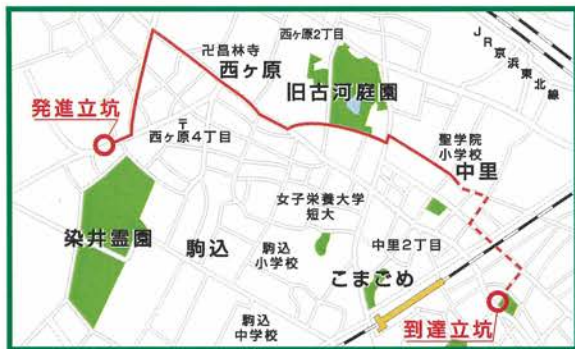 西ヶ原2丁目
卍昌林寺
西ヶ原
旧古河庭園
JR京浜東北線
発進立坑
〒
西ヶ原4丁目
聖学院
小学校
中里
女子栄養大学
短大
染井霊園
駒込
駒込
小学校
中里2丁目
こまごめ
駒込
中学校
到達立坑